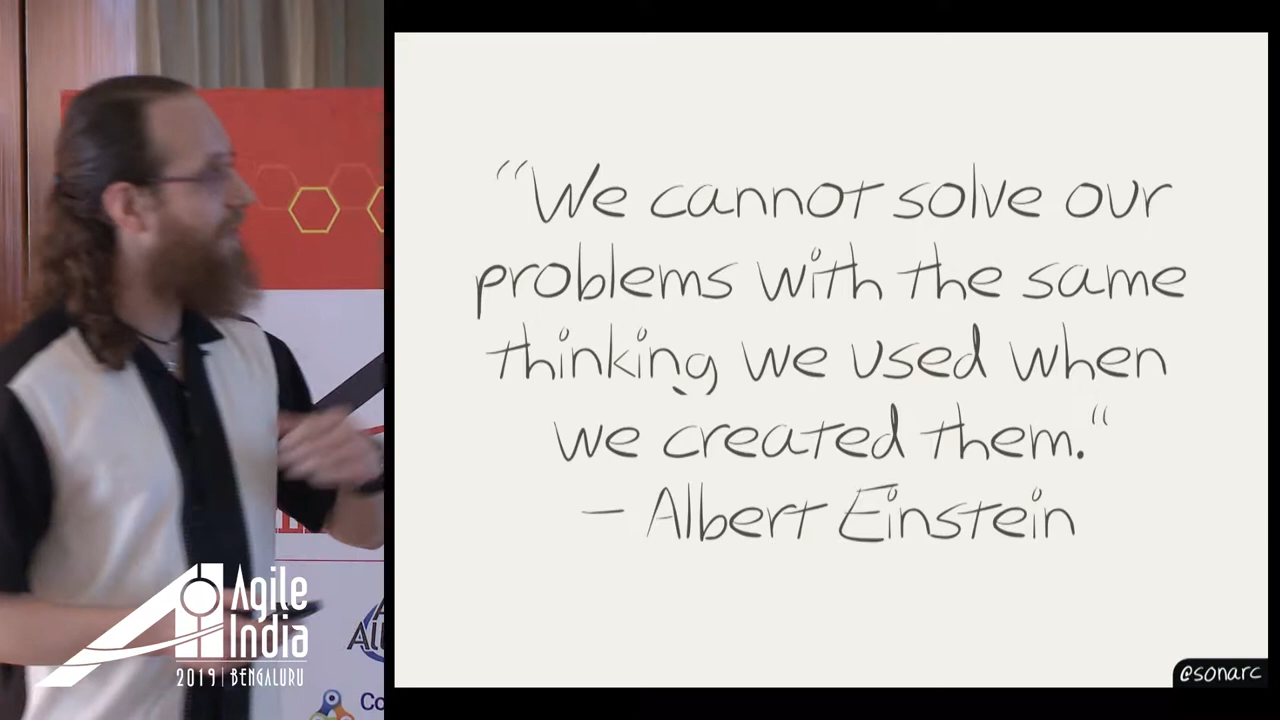 “We cannot solve our
problems with the same
thinking we used when
we created them.“
– Albert Einstein
@sonarc
Agile
India
2019 | BENGALURU
Co